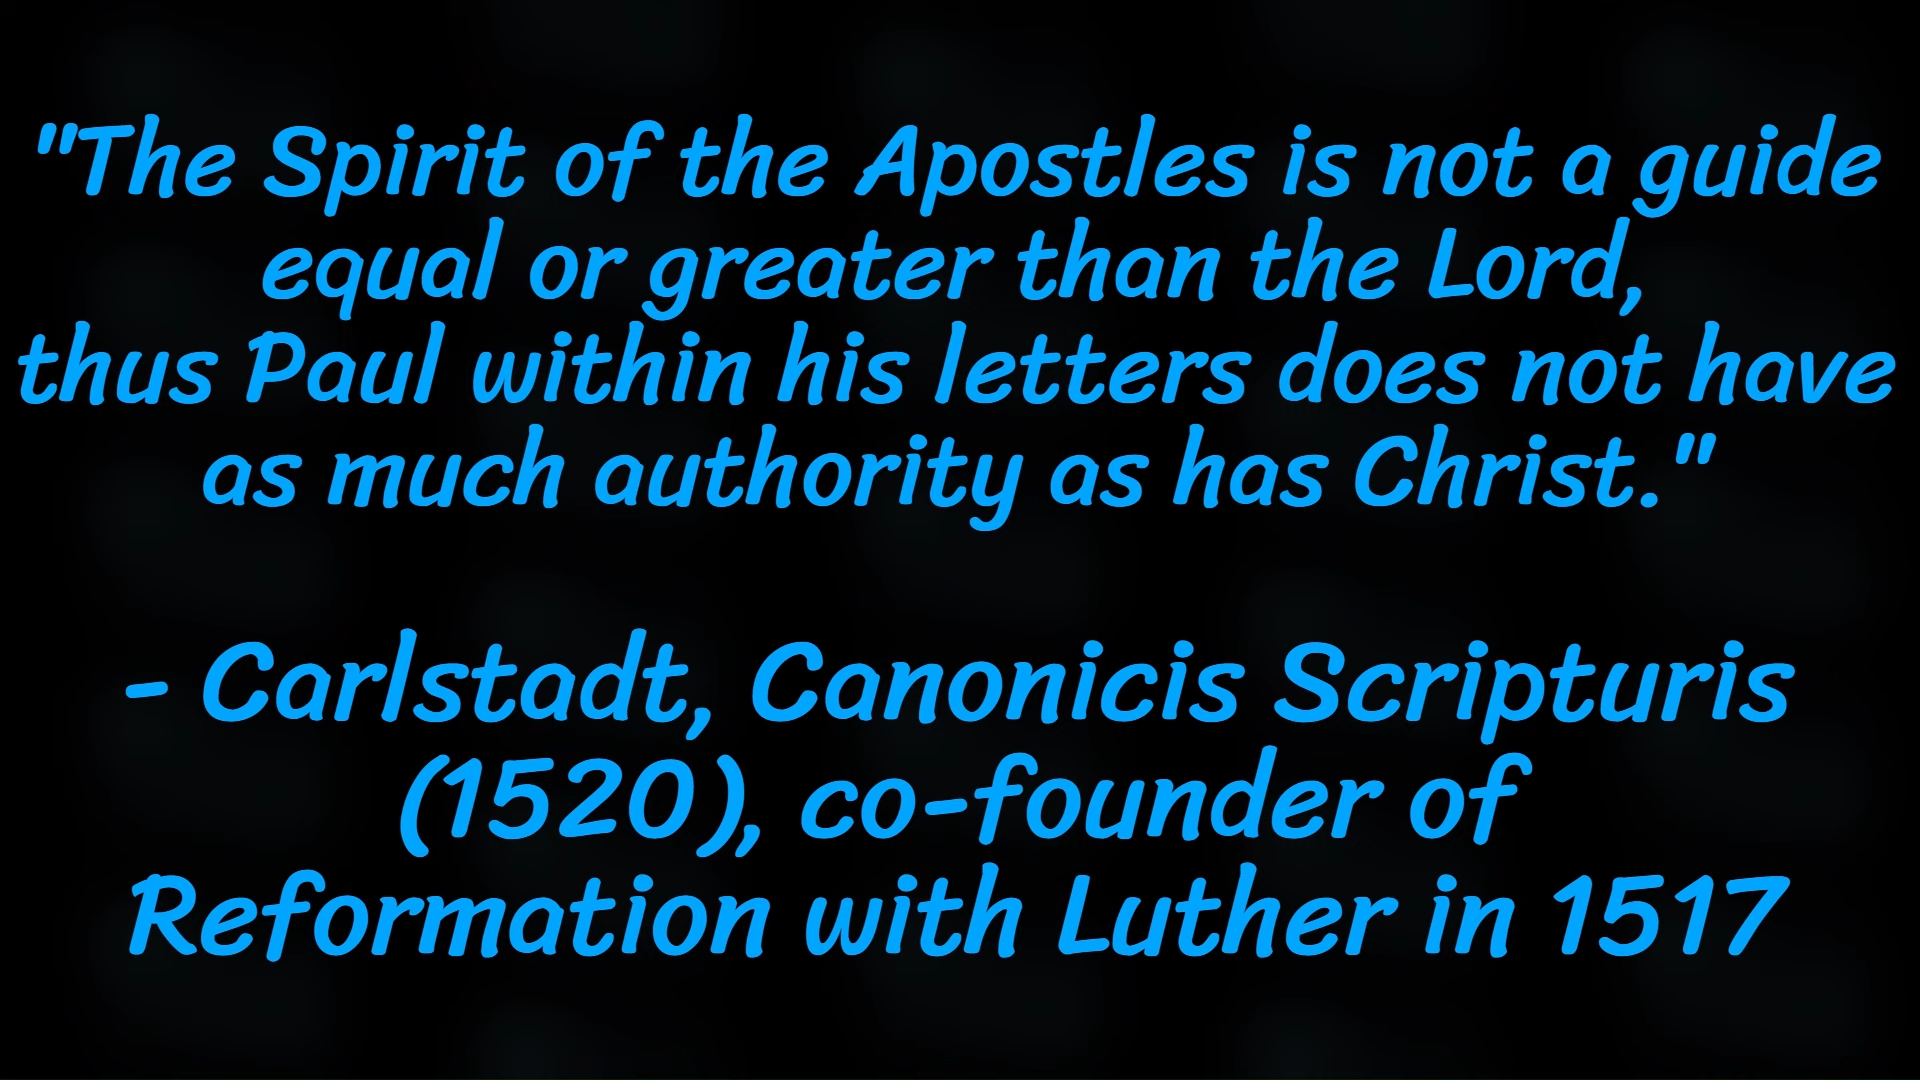 "The Spirit of the Apostles is not a guide
equal or greater than the Lord,
thus Paul within his letters does not have
as much authority as has Christ."
- Carlstadt, Canonicis Scripturis
(1520), co-founder of
Reformation with Luther in 1517